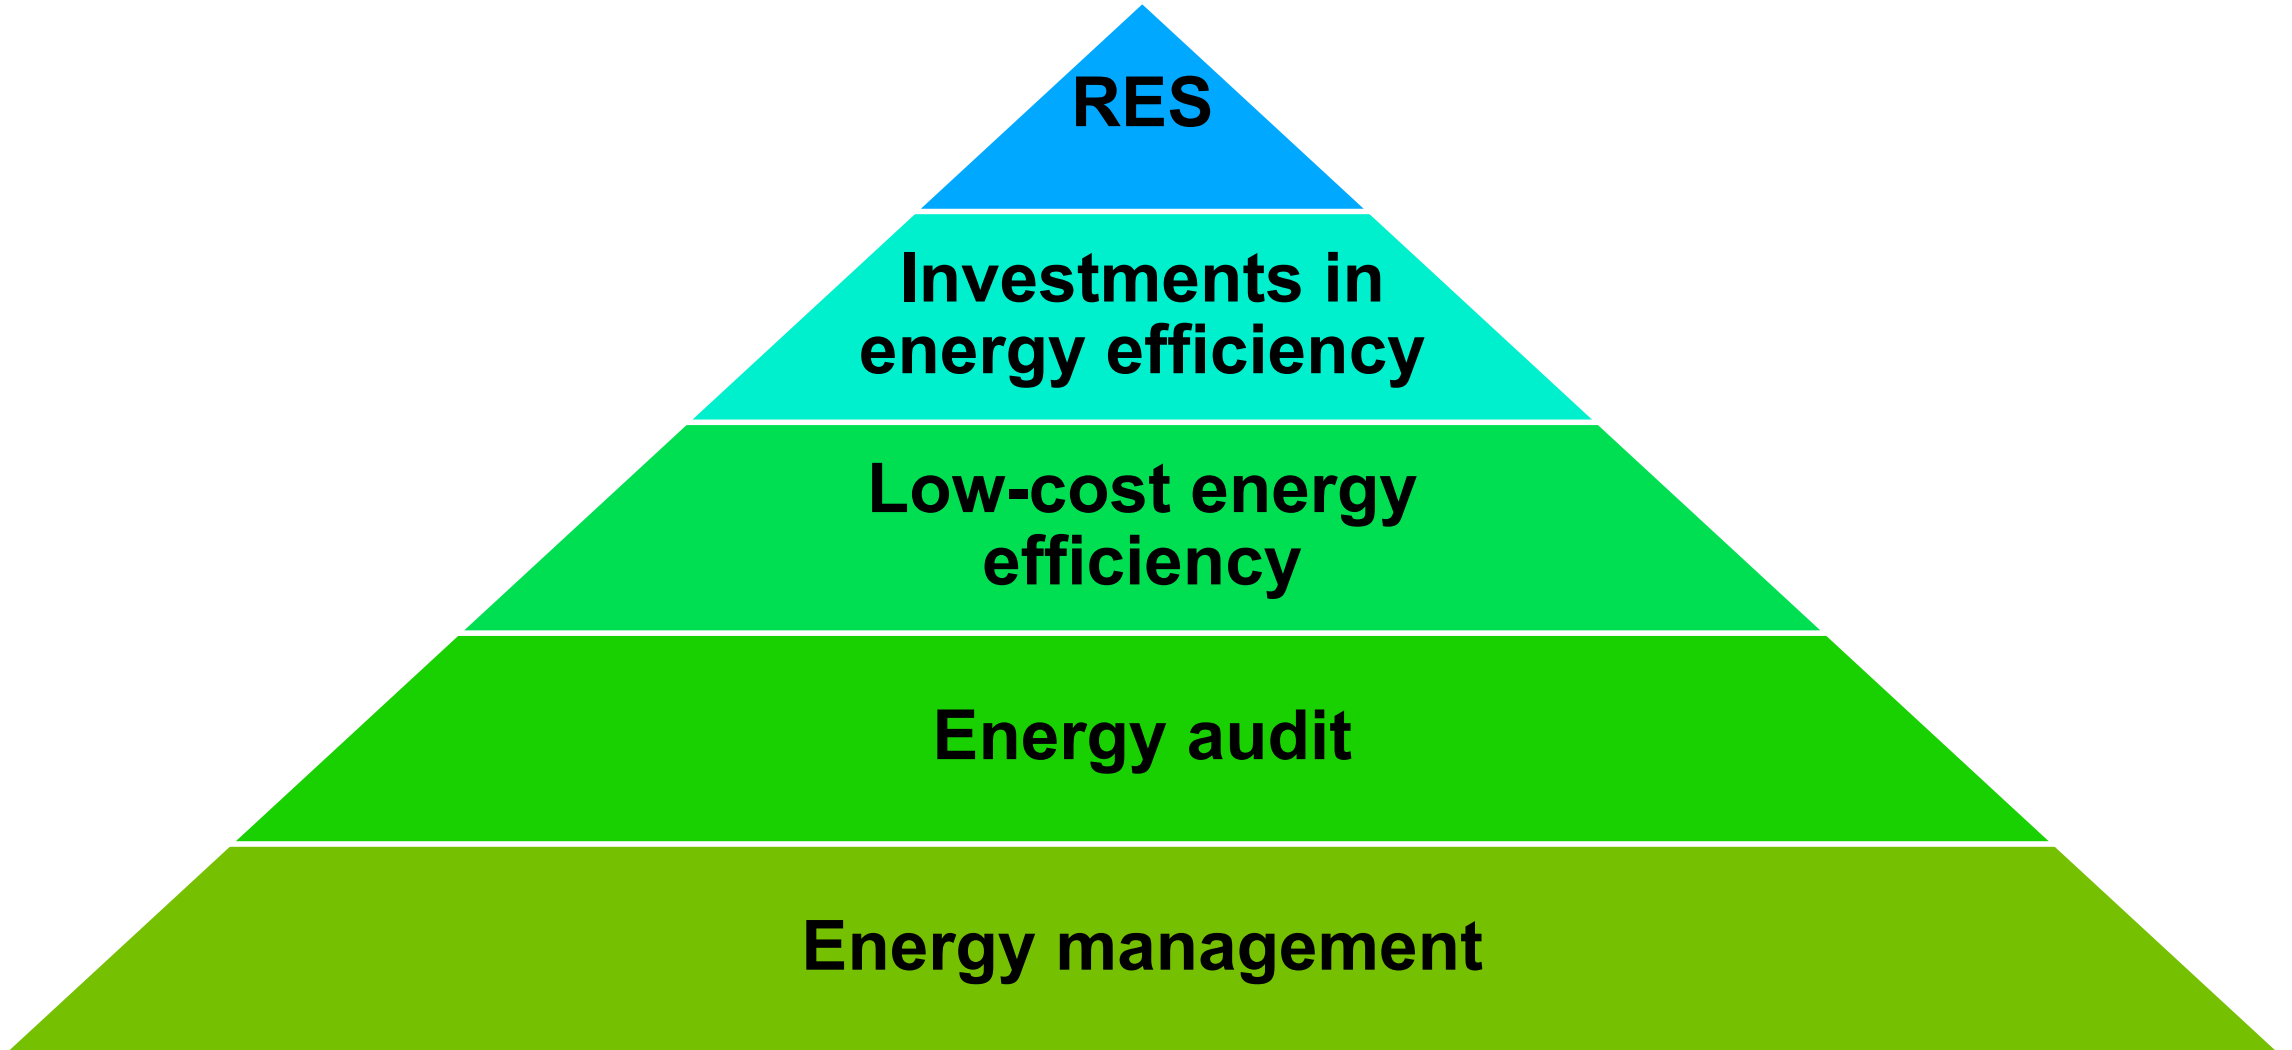 RES
Investments in
energy efficiency
Low-cost energy
efficiency
Energy audit
Energy management